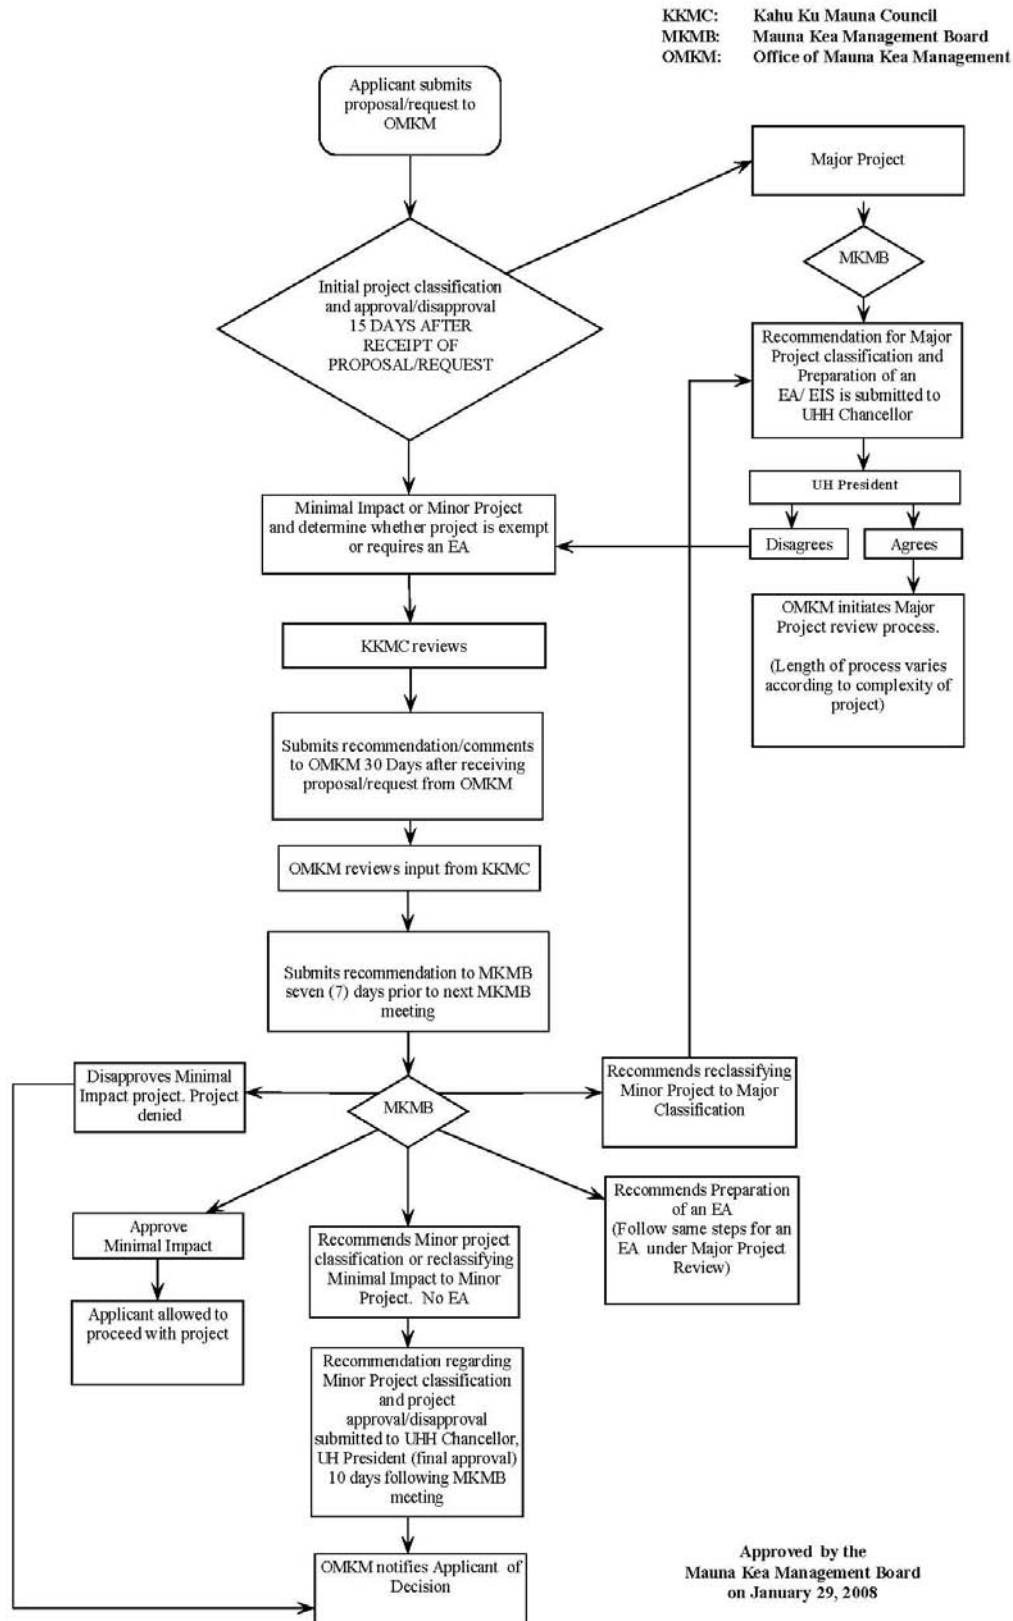 KKMC: Kahu Ku Mauna Council
MKMB: Mauna Kea Management Board
OMKM: Office of Mauna Kea Management
Applicant submits
proposal/request to
OMKM
Major Project
MKMB
Initial project classification
and approval/disapproval
15 DAYS AFTER
RECEIPT OF
PROPOSAL/REQUEST
Recommendation for Major
Project classification and
Preparation of an
EA/ EIS is submitted to
UHH Chancellor
UH President
Disagrees
Agrees
Minimal Impact or Minor Project
and determine whether project is exempt
or requires an EA
OMKM initiates Major
Project review process.
(Length of process varies
according to complexity of
project)
KKMC reviews
Submits recommendation/comments
to OMKM 30 Days after receiving
proposal/request from OMKM
OMKM reviews input from KKMC
Submits recommendation to MKMB
seven (7) days prior to next MKMB
meeting
Disapproves Minimal
Impact project. Project
denied
MKMB
Recommends reclassifying
Minor Project to Major
Classification
Approve
Minimal Impact
Recommends Minor project
classification or reclassifying
Minimal Impact to Minor
Project. No EA
Recommends Preparation
of an EA
(Follow same steps for an
EA under Major Project
Review)
Applicant allowed to
proceed with project
Recommendation regarding
Minor Project classification
and project
approval/disapproval
submitted to UHH Chancellor,
UH President (final approval)
10 days following MKMB
meeting
OMKM notifies Applicant of
Decision
Approved by the
Mauna Kea Management Board
on January 29, 2008